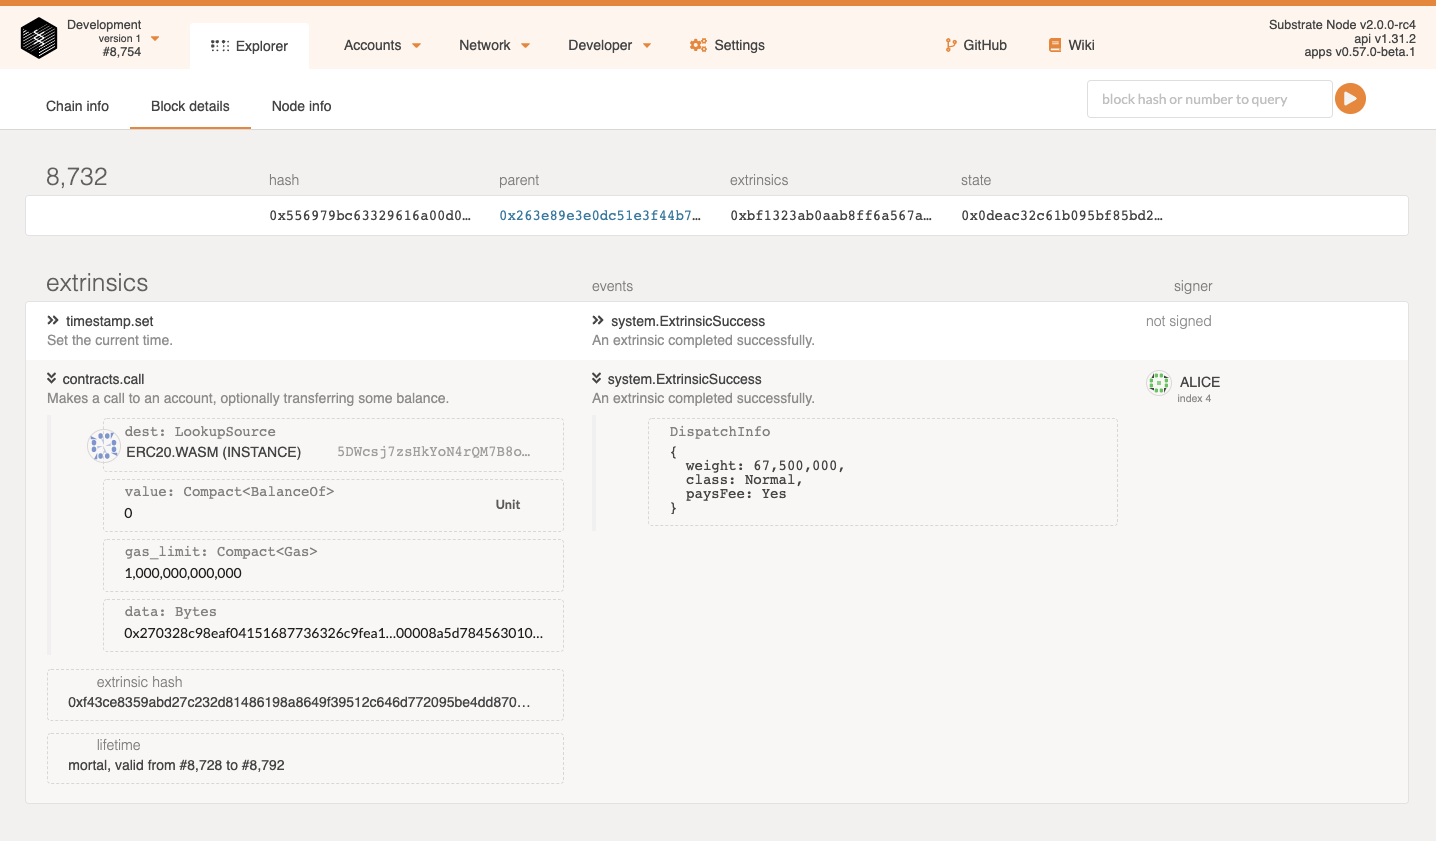 Development
version 1
#8,754
Explorer
Accounts
Network
Developer
Settings
GitHub
Wiki
Substrate Node v2.0.0-rc4
api v1.31.2
apps v0.57.0-beta.1
Chain info
Block details
Node info
block hash or number to query
8,732
hash
parent
extrinsics
state
0x556979bc63329616a00d0…
0x263e89e3e0dc51e3f44b7…
0xbf1323ab0aab8ff6a567a…
0x0deac32c61b095bf85bd2…
extrinsics
events
signer
timestamp.set
Set the current time.
system.ExtrinsicSuccess
An extrinsic completed successfully.
not signed
contracts.call
Makes a call to an account, optionally transferring some balance.
system.ExtrinsicSuccess
An extrinsic completed successfully.
ALICE
index 4
dest: LookupSource
ERC20.WASM (INSTANCE)
5DWcsj7zsHkYoN4rQM7B8o…
value: Compact<BalanceOf>
0
Unit
gas_limit: Compact<Gas>
1,000,000,000,000
data: Bytes
0x270328c98eaf04151687736326c9fea1…00008a5d784563010…
DispatchInfo
{
weight: 67,500,000,
class: Normal,
paysFee: Yes
}
extrinsic hash
0xf43ce8359abd27c232d81486198a8649f39512c646d772095be4dd870…
lifetime
mortal, valid from #8,728 to #8,792